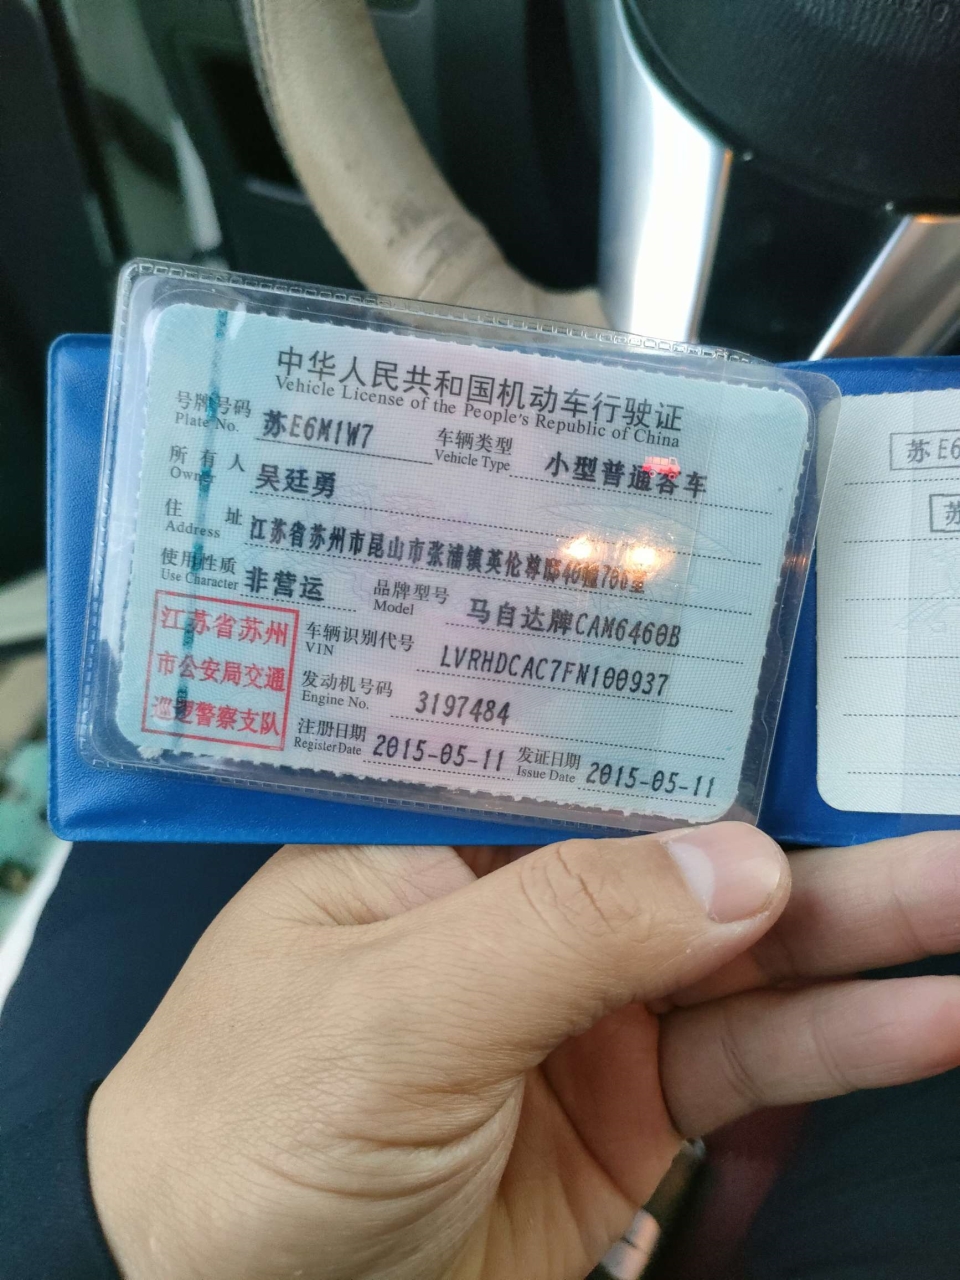 中华人民共和国机动车行驶证
Vehicle License of the People's Republic of China
号牌号码 苏E6M1W7 车辆类型 小型普通客车
Plate No. Vehicle Type
所有人 吴廷勇
Owner
住址 江苏省苏州市昆山市张浦镇英伦尊邸
Address
使用性质 非营运 品牌型号 马自达牌CAM6460B
Use Character Model
江苏省苏州
市公安局交通
巡逻警察支队
车辆识别代号 LVRHDCAC7FN100937
VIN
发动机号码 3197484
Engine No.
注册日期 2015-05-11 发证日期 2015-05-11
Register Date Issue Date
苏E6
苏